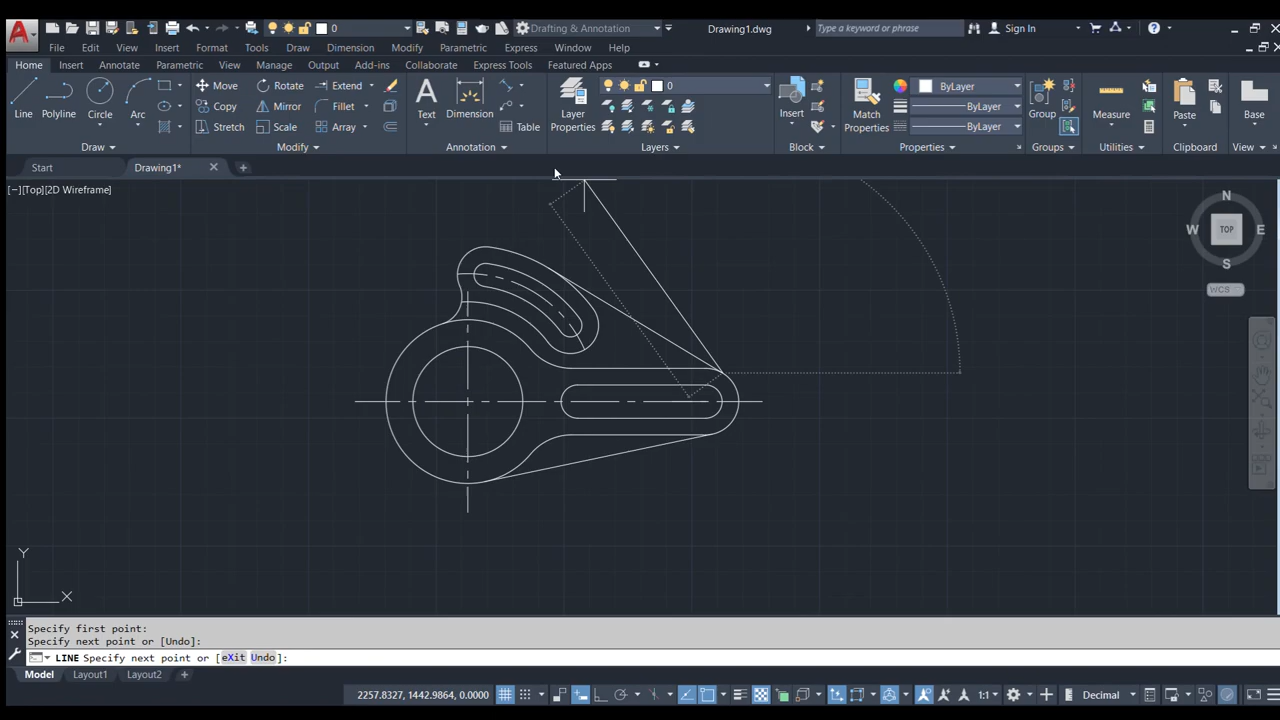 A 0 Drafting & Annotation Drawing1.dwg Type a keyword or phrase Sign In ?
File Edit View Insert Format Tools Draw Dimension Modify Parametric Express Window Help
Home Insert Annotate Parametric View Manage Output Add-ins Collaborate Express Tools Featured Apps
Line Polyline Circle Arc
Move Rotate Extend
Copy Mirror Fillet
Stretch Scale Array
Text Dimension Table
Layer Properties 0
Insert
Match Properties ByLayer
ByLayer
ByLayer
Group Measure Paste Base
Draw Modify Annotation Layers Block Properties Groups Utilities Clipboard View
Start Drawing1* +
[−][Top][2D Wireframe]
N
W TOP E
S
WCS
Y
X
Specify first point:
Specify next point or [Undo]:
LINE Specify next point or [eXit Undo]:
Model Layout1 Layout2 +
2257.8327, 1442.9864, 0.0000 1:1 Decimal